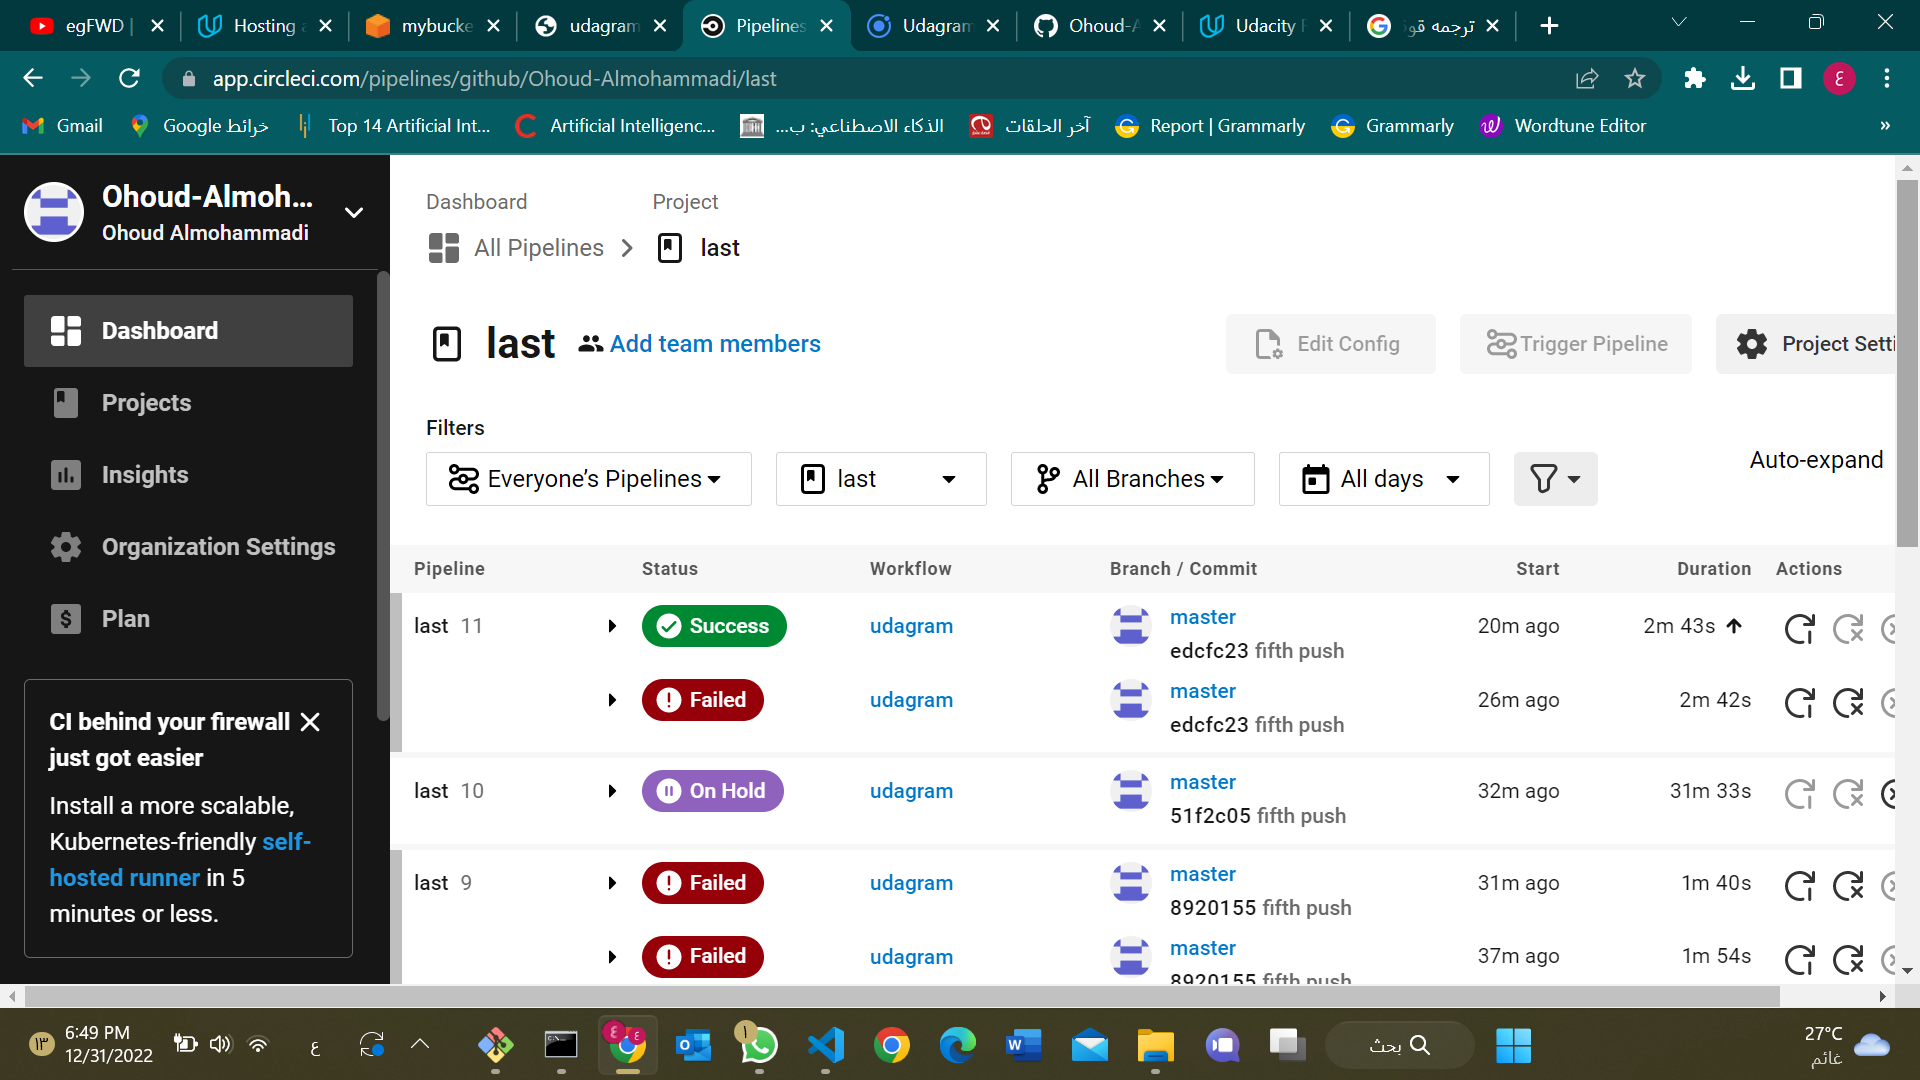 egFWD |
Hosting a
mybucke
udagram
Pipelines
Udagram
Ohoud-A
Udacity
ترجمه قوة
app.circleci.com/pipelines/github/Ohoud-Almohammadi/last
ع
Gmail
خرائط Google
Top 14 Artificial Int...
Artificial Intelligenc...
الذكاء الاصطناعي: ب...
آخر الحلقات
Report | Grammarly
Grammarly
Wordtune Editor
»
Ohoud-Almoh...
Ohoud Almohammadi
Dashboard
Projects
Insights
Organization Settings
Plan
CI behind your firewall
just got easier
Install a more scalable,
Kubernetes-friendly self-
hosted runner in 5
minutes or less.
Dashboard Project
All Pipelines last
last Add team members
Edit Config
Trigger Pipeline
Project Setti
Filters
Everyone’s Pipelines
last
All Branches
All days
Auto-expand
Pipeline Status Workflow Branch / Commit Start Duration Actions
last 11 Success udagram master 20m ago 2m 43s
edcfc23 fifth push
Failed udagram master 26m ago 2m 42s
edcfc23 fifth push
last 10 On Hold udagram master 32m ago 31m 33s
51f2c05 fifth push
last 9 Failed udagram master 31m ago 1m 40s
8920155 fifth push
Failed udagram master 37m ago 1m 54s
8920155 fifth push
١٣
6:49 PM
12/31/2022
ع
ع
ع
١
بحث
27°C
غائم